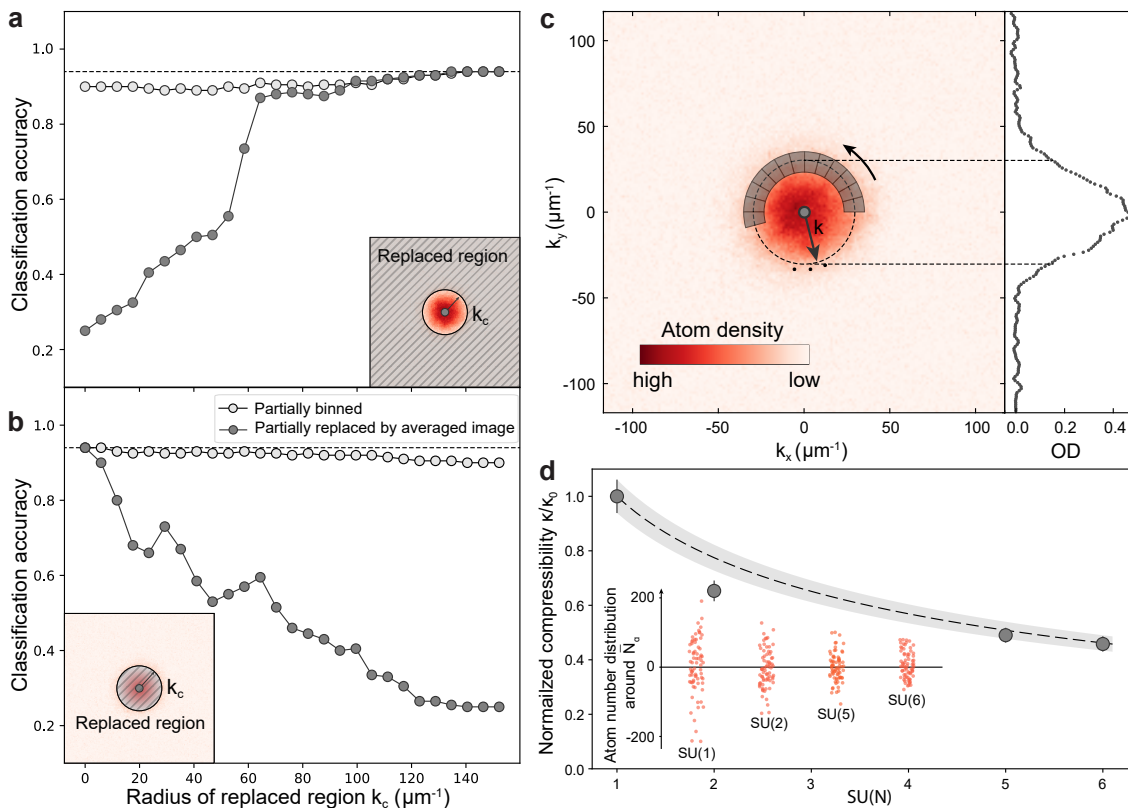 a
Classification accuracy
1.0
0.8
0.6
0.4
0.2
Replaced region
k_c
b
Partially binned
Partially replaced by averaged image
Classification accuracy
1.0
0.8
0.6
0.4
0.2
k_c
Replaced region
0 20 40 60 80 100 120 140
Radius of replaced region k_c (μm⁻¹)
c
k_y (μm⁻¹)
100
50
0
-50
-100
k
Atom density
high low
-100 -50 0 50 100
k_x (μm⁻¹)
0.0 0.2 0.4
OD
d
Normailzed compressibility κ/κ₀
1.0
0.8
0.6
0.4
0.2
0.0
Atom number distribution
around N̅_α
200
0
-200
SU(1)
SU(2)
SU(5)
SU(6)
1 2 3 4 5 6
SU(N)